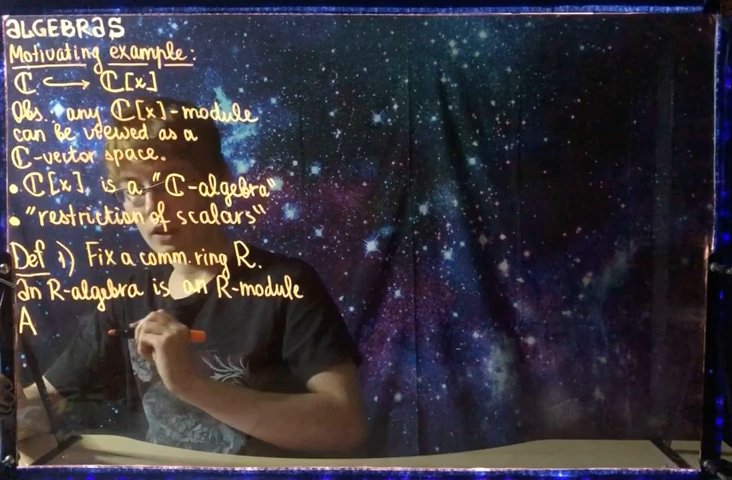 ALGEBRAS
Motivating example:
ℂ ↪ ℂ[x]
Obs. any ℂ[x]-module
can be viewed as a
ℂ-vector space.
• ℂ[x] is a "ℂ-algebra"
• "restriction of scalars"
Def 1) Fix a comm. ring R.
An R-algebra is an R-module
A